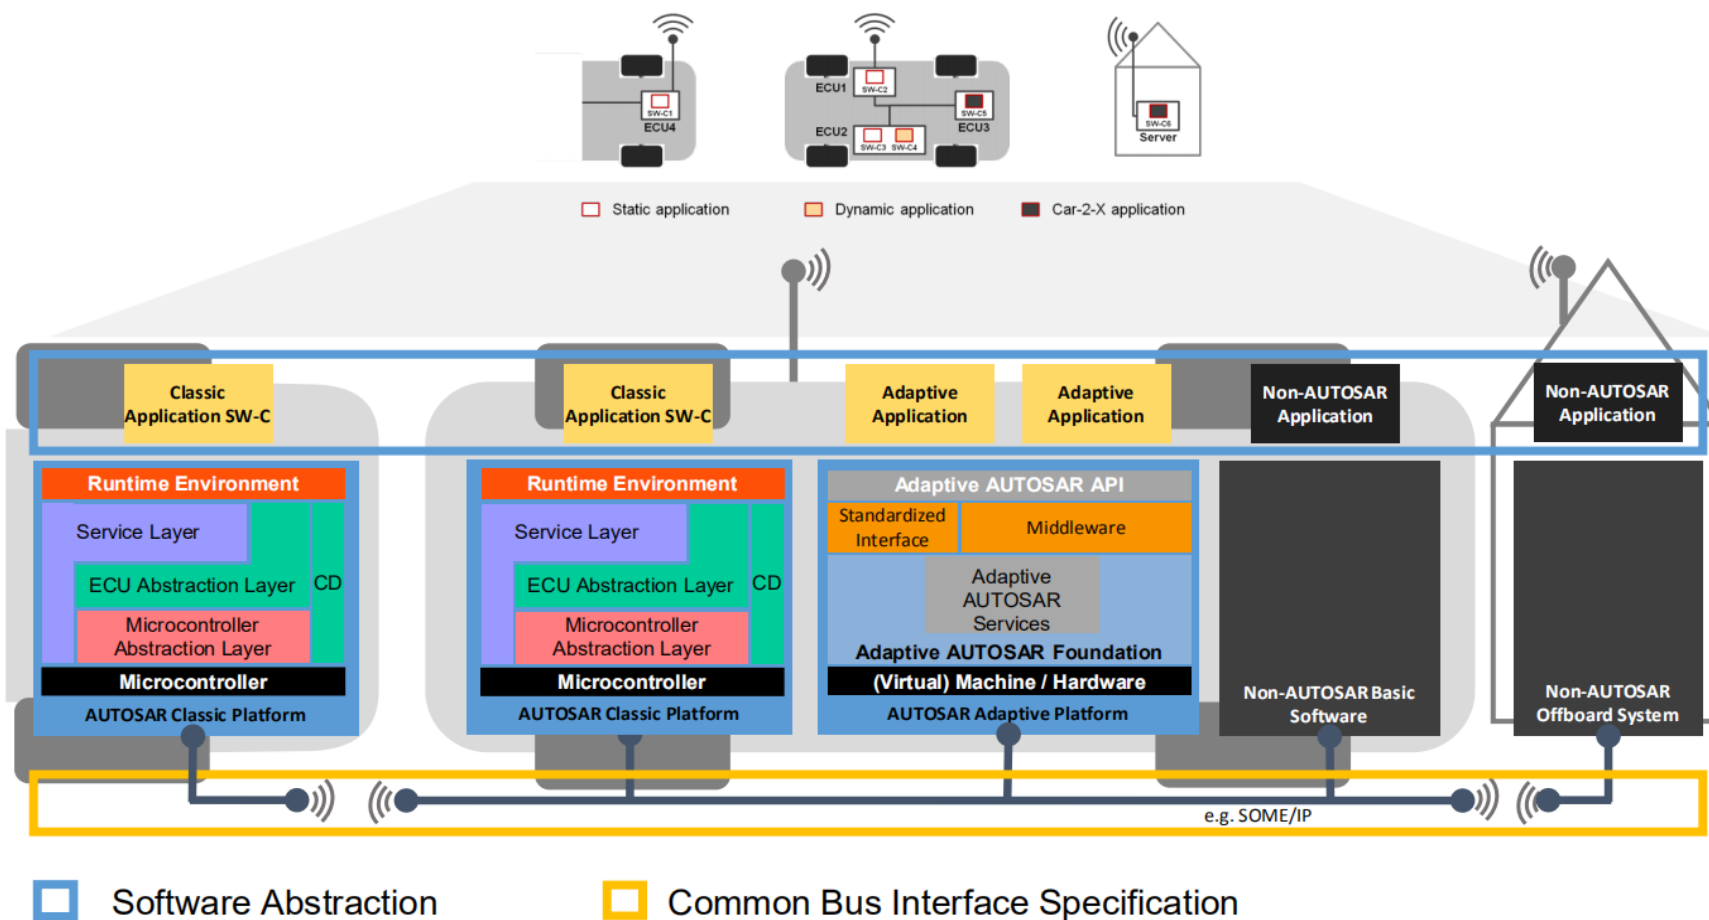 ECU1
SW-C2
SW-C1
ECU4
SW-C5
ECU3
ECU2
SW-C3 SW-C4
SW-C6
Server
Static application
Dynamic application
Car-2-X application
Classic
Application SW-C
Classic
Application SW-C
Adaptive
Application
Adaptive
Application
Non-AUTOSAR
Application
Non-AUTOSAR
Application
Runtime Environment
Service Layer
ECU Abstraction Layer
CD
Microcontroller
Abstraction Layer
Microcontroller
AUTOSAR Classic Platform
Runtime Environment
Service Layer
ECU Abstraction Layer
CD
Microcontroller
Abstraction Layer
Microcontroller
AUTOSAR Classic Platform
Adaptive AUTOSAR API
Standardized
Interface
Middleware
Adaptive
AUTOSAR
Services
Adaptive AUTOSAR Foundation
(Virtual) Machine / Hardware
AUTOSAR Adaptive Platform
Non-AUTOSAR Basic
Software
Non-AUTOSAR
Offboard System
e.g. SOME/IP
Software Abstraction
Common Bus Interface Specification